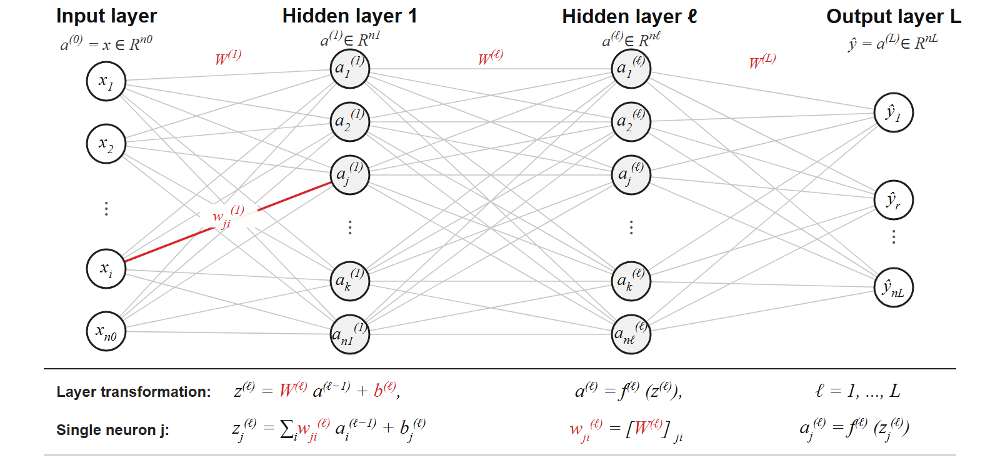 Input layer
a⁽⁰⁾ = x ∈ Rⁿ⁰
Hidden layer 1
a⁽¹⁾ ∈ Rⁿ¹
Hidden layer ℓ
a^(ℓ) ∈ R^nℓ
Output layer L
ŷ = a^(L) ∈ R^nL
W^(1)
W^(ℓ)
W^(L)
x_1
x_2
⋮
x_i
x_n0
w_ji^(1)
a_1^(1)
a_2^(1)
a_j^(1)
⋮
a_k^(1)
a_n1^(1)
a_1^(ℓ)
a_2^(ℓ)
a_j^(ℓ)
⋮
a_k^(ℓ)
a_nℓ^(ℓ)
ŷ_1
ŷ_r
⋮
ŷ_nL
Layer transformation: z^(ℓ) = W^(ℓ) a^(ℓ−1) + b^(ℓ), a^(ℓ) = f^(ℓ) (z^(ℓ)), ℓ = 1, ..., L
Single neuron j: z_j^(ℓ) = ∑_i w_ji^(ℓ) a_i^(ℓ−1) + b_j^(ℓ) w_ji^(ℓ) = [W^(ℓ)]_ji a_j^(ℓ) = f^(ℓ) (z_j^(ℓ))